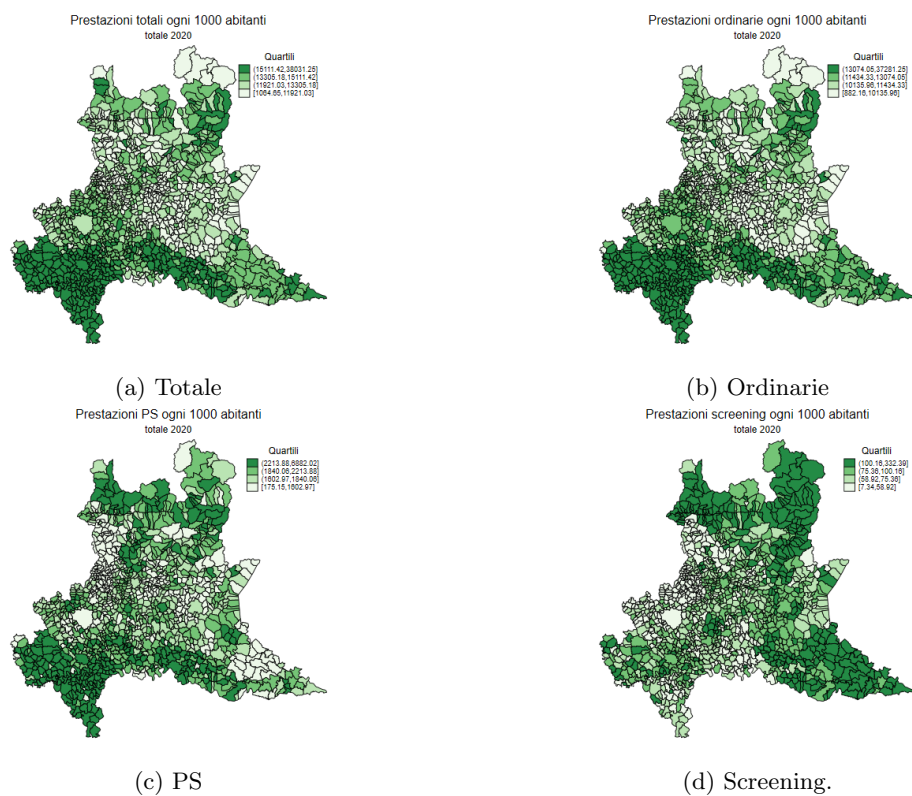 Prestazioni totali ogni 1000 abitanti
totale 2020
Quartili
(15111.42,38031.25]
(13305.18,15111.42]
(11921.03,13305.18]
[1064.65,11921.03]
(a) Totale
Prestazioni ordinarie ogni 1000 abitanti
totale 2020
Quartili
(13074.05,37281.25]
(11434.33,13074.05]
(10135.96,11434.33]
[882.16,10135.96]
(b) Ordinarie
Prestazioni PS ogni 1000 abitanti
totale 2020
Quartili
(2213.88,6882.02]
(1840.06,2213.88]
(1602.97,1840.06]
[175.15,1602.97]
(c) PS
Prestazioni screening ogni 1000 abitanti
totale 2020
Quartili
(100.16,332.39]
(75.36,100.16]
(58.92,75.36]
[7.34,58.92]
(d) Screening.